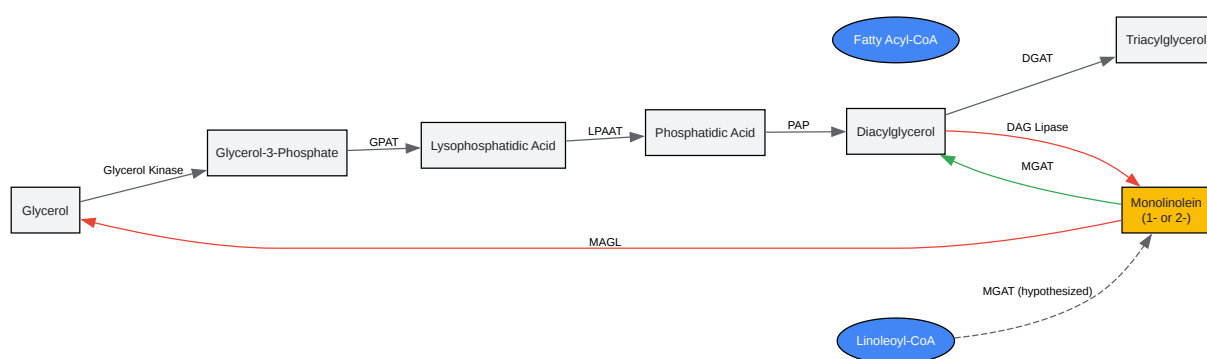 Fatty Acyl-CoA
Triacylglycerol
DGAT
Glycerol Kinase
Glycerol-3-Phosphate
GPAT
Lysophosphatidic Acid
LPAAT
Phosphatidic Acid
PAP
Diacylglycerol
DAG Lipase
MGAT
Glycerol
Monolinolein
(1- or 2-)
MAGL
MGAT (hypothesized)
Linoleoyl-CoA